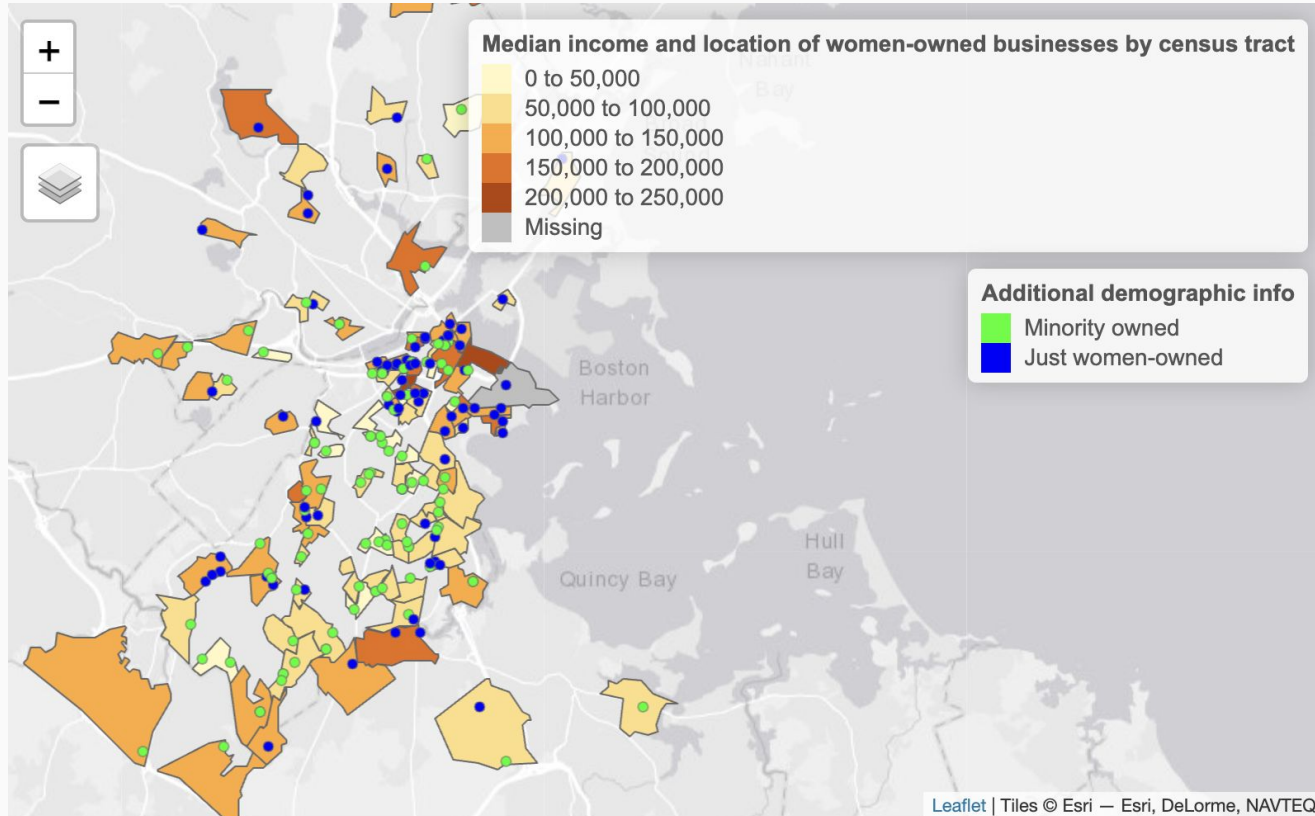 +
−
Median income and location of women-owned businesses by census tract
0 to 50,000
50,000 to 100,000
100,000 to 150,000
150,000 to 200,000
200,000 to 250,000
Missing
Nahant
Bay
Additional demographic info
Minority owned
Just women-owned
Boston
Harbor
Hull
Bay
Quincy Bay
Leaflet | Tiles © Esri — Esri, DeLorme, NAVTEQ